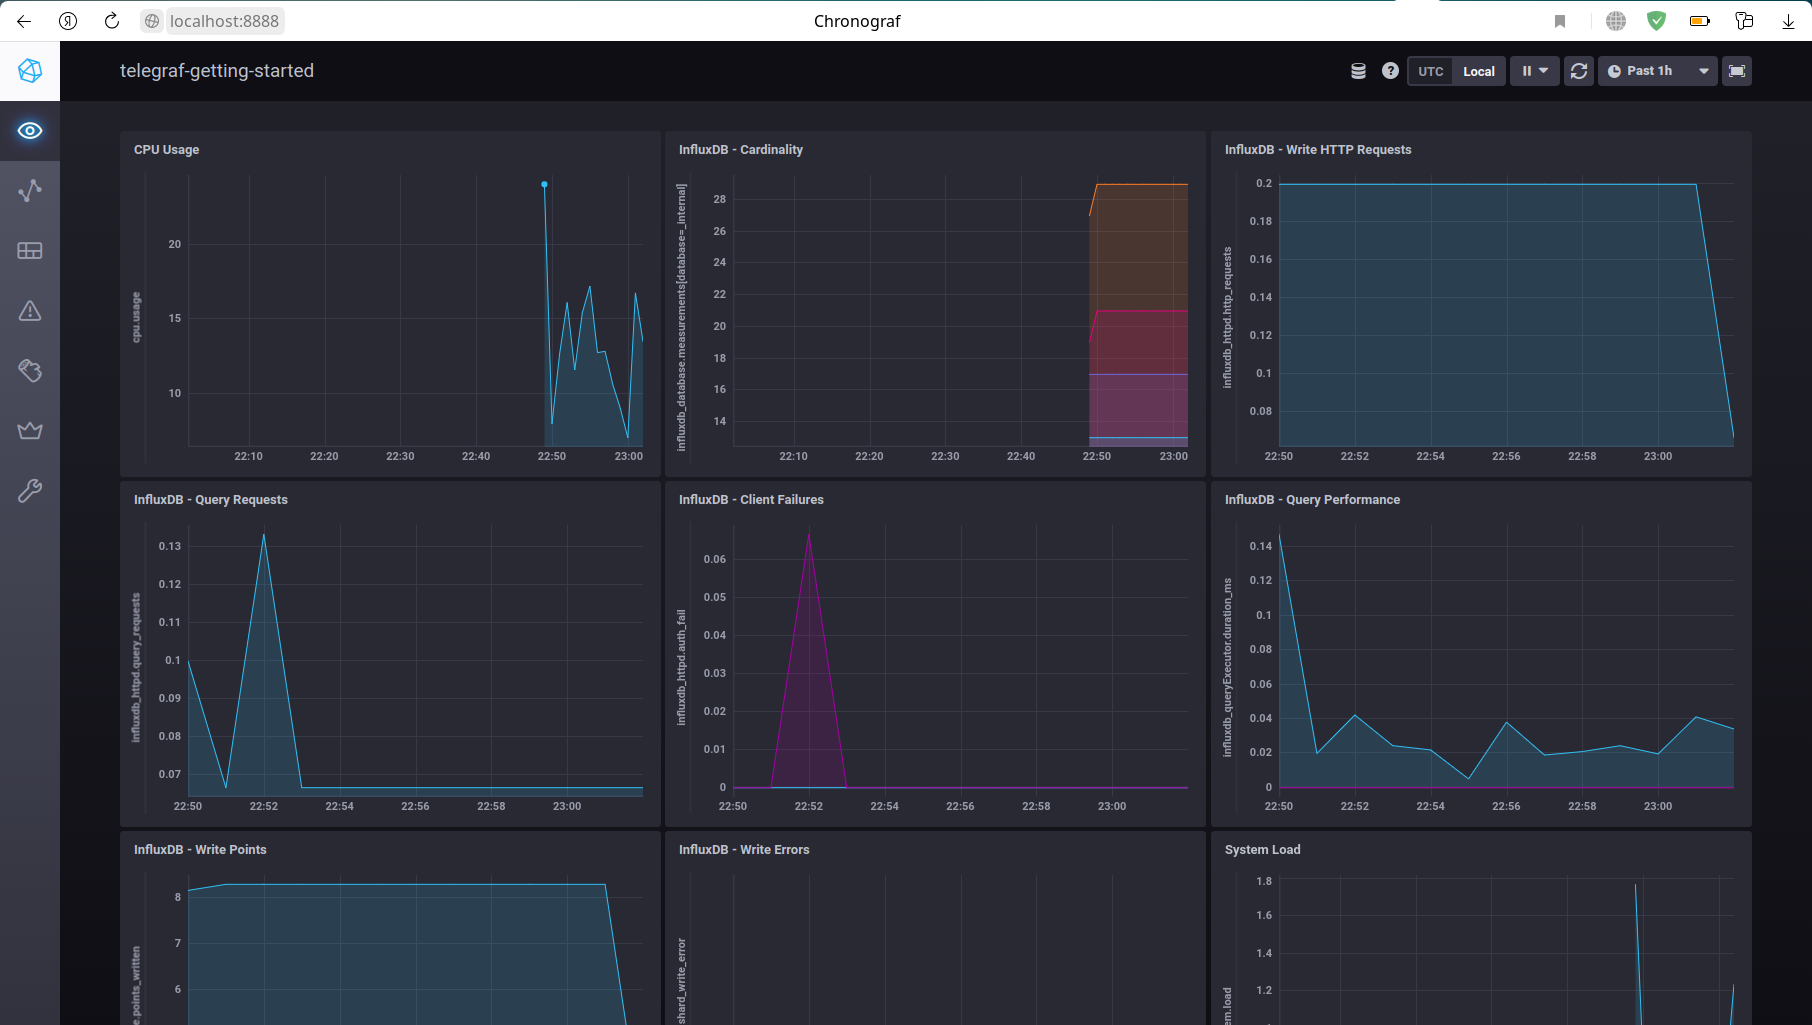 localhost:8888
Chronograf
telegraf-getting-started
UTC
Local
Past 1h
CPU Usage
cpu.usage
20
15
10
22:10 22:20 22:30 22:40 22:50 23:00
InfluxDB - Cardinality
influxdb_database.measurements[database=_internal]
28
26
24
22
20
18
16
14
22:10 22:20 22:30 22:40 22:50 23:00
InfluxDB - Write HTTP Requests
influxdb_httpd.http_requests
0.2
0.18
0.16
0.14
0.12
0.1
0.08
22:50 22:52 22:54 22:56 22:58 23:00
InfluxDB - Query Requests
influxdb_httpd.query_requests
0.13
0.12
0.11
0.1
0.09
0.08
0.07
22:50 22:52 22:54 22:56 22:58 23:00
InfluxDB - Client Failures
influxdb_httpd.auth_fail
0.06
0.05
0.04
0.03
0.02
0.01
0
22:50 22:52 22:54 22:56 22:58 23:00
InfluxDB - Query Performance
influxdb_queryExecutor.duration_ms
0.14
0.12
0.1
0.08
0.06
0.04
0.02
0
22:50 22:52 22:54 22:56 22:58 23:00
InfluxDB - Write Points
e.points_written
8
7
6
InfluxDB - Write Errors
shard_write_error
System Load
em.load
1.8
1.6
1.4
1.2